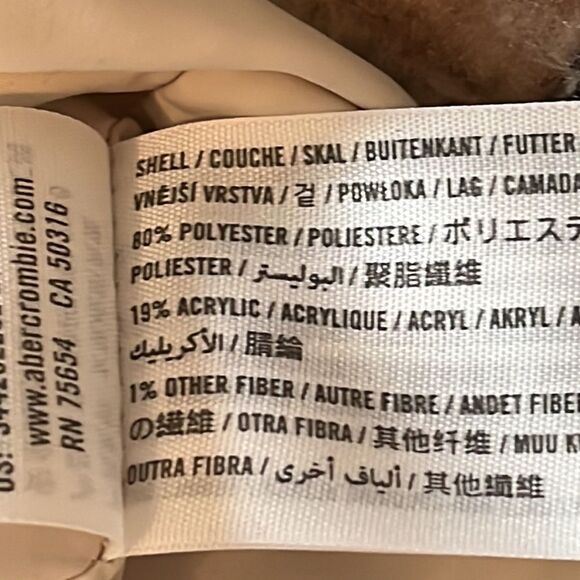 SHELL / COUCHE / SKAL / BUITENKANT / FUTTER
VNĚJŠÍ VRSTVA / 겉 / POWŁOKA / LAG / CAMADA
80% POLYESTER / POLIESTERE / ポリエステ
POLIESTER / البوليستر / 聚脂纖維
19% ACRYLIC / ACRYLIQUE / ACRYL / AKRYL /
الأكريليك / 腈綸
1% OTHER FIBER / AUTRE FIBRE / ANDET FIBE
の繊維 / OTRA FIBRA / 其他纤维 / MUU
OUTRA FIBRA / ألياف أخرى / 其他纖維
www.abercrombie.com
RN 75654 CA 50316